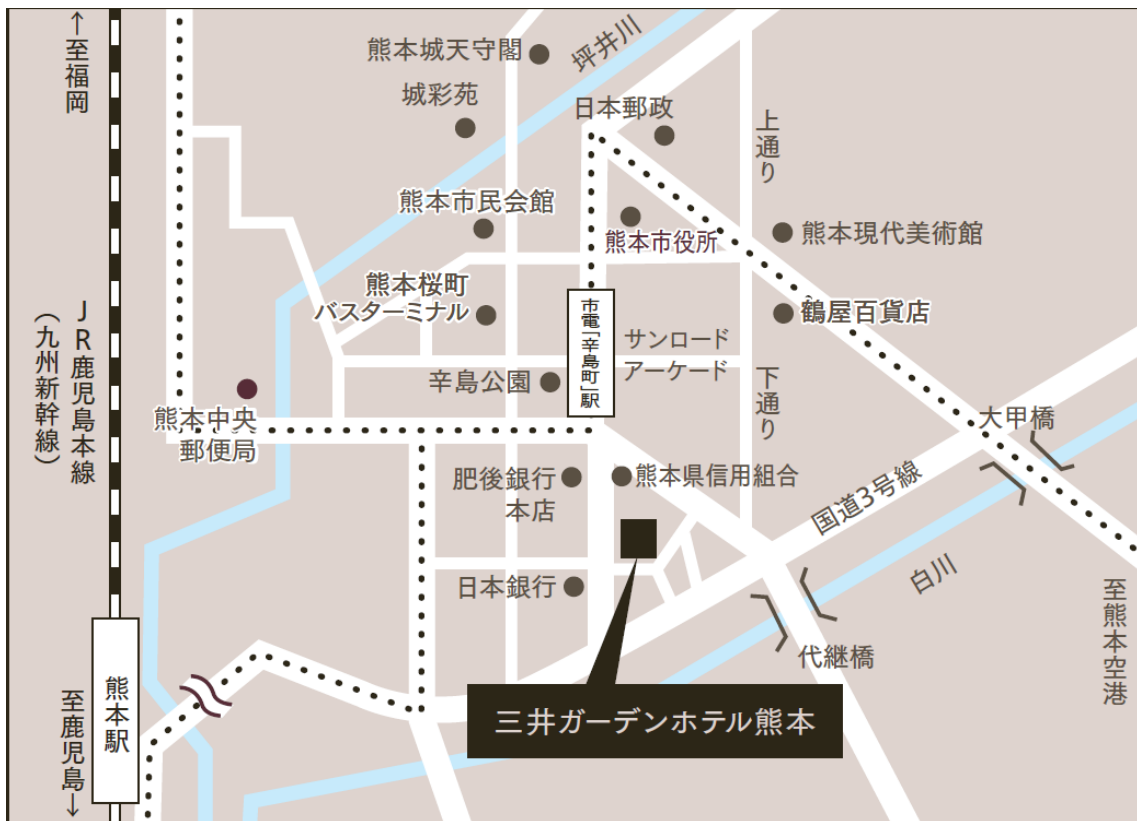 ↑至福岡
熊本城天守閣
坪井川
城彩苑
日本郵政
上通り
熊本市民会館
熊本市役所
熊本現代美術館
熊本桜町
バスターミナル
市電「辛島町」駅
鶴屋百貨店
サンロード
アーケード
JR鹿児島本線
（九州新幹線）
辛島公園
下通り
熊本中央
郵便局
大甲橋
肥後銀行
本店
熊本県信用組合
国道3号線
日本銀行
白川
至熊本空港
代継橋
熊本駅
至鹿児島↓
三井ガーデンホテル熊本